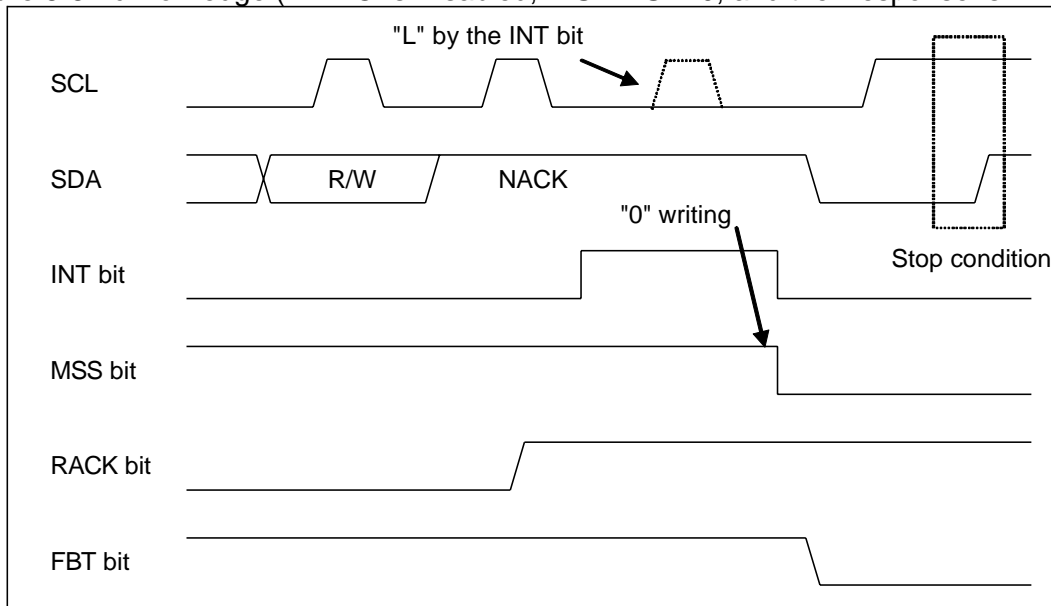 "L" by the INT bit
SCL
SDA
R/W
NACK
"0" writing
Stop condition
INT bit
MSS bit
RACK bit
FBT bit